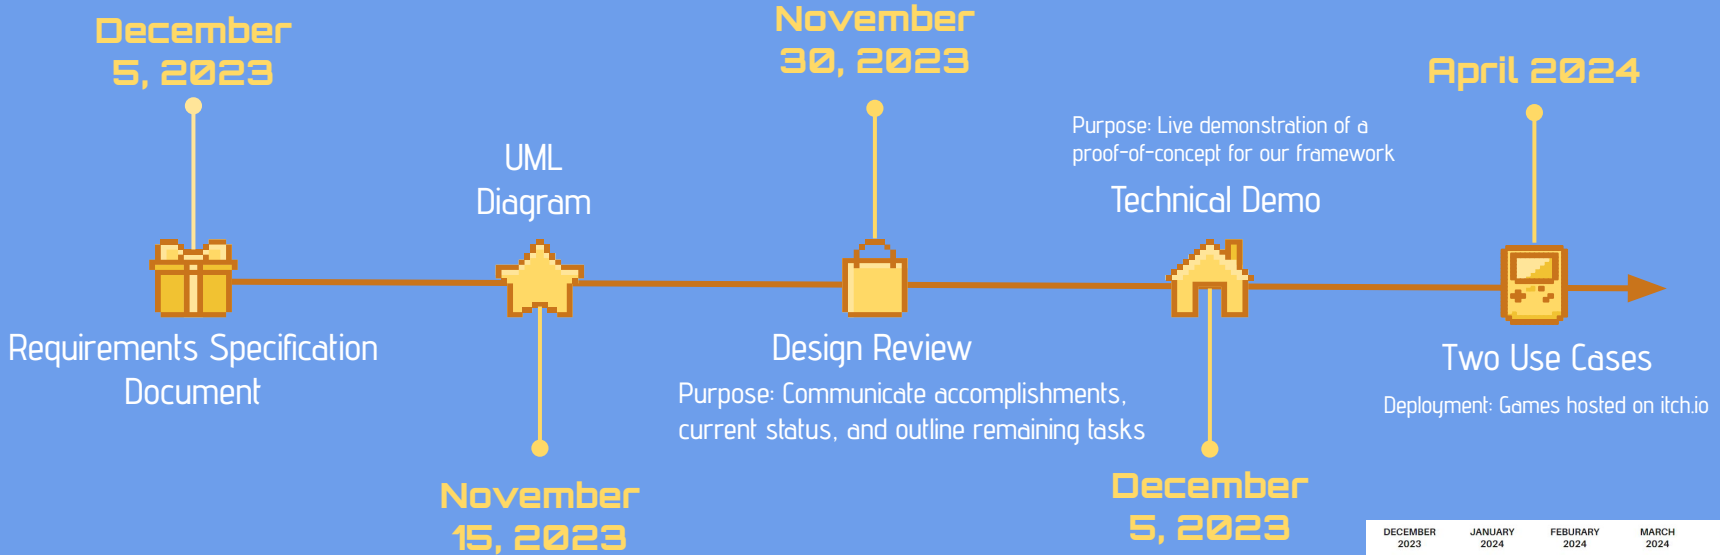 December
5, 2023
Requirements Specification
Document
UML
Diagram
November
15, 2023
November
30, 2023
Design Review
Purpose: Communicate accomplishments,
current status, and outline remaining tasks
Purpose: Live demonstration of a
proof-of-concept for our framework
Technical Demo
December
5, 2023
April 2024
Two Use Cases
Deployment: Games hosted on itch.io
DECEMBER JANUARY FEBURARY MARCH
2023 2024 2024 2024